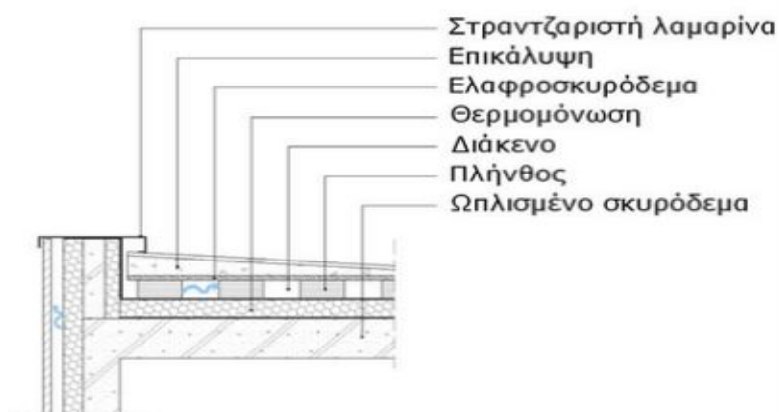 Στραντζαριστή λαμαρίνα
Επικάλυψη
Ελαφροσκυρόδεμα
Θερμομόνωση
Διάκενο
Πλήνθος
Ωπλισμένο σκυρόδεμα